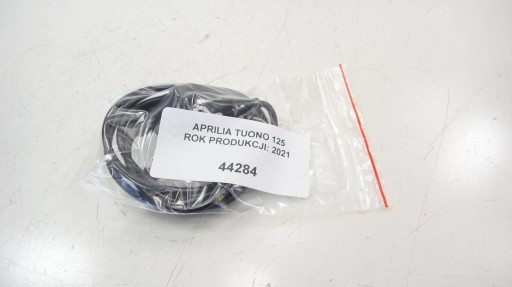 APRILIA TUONO 125
ROK PRODUKCJI: 2021
44284